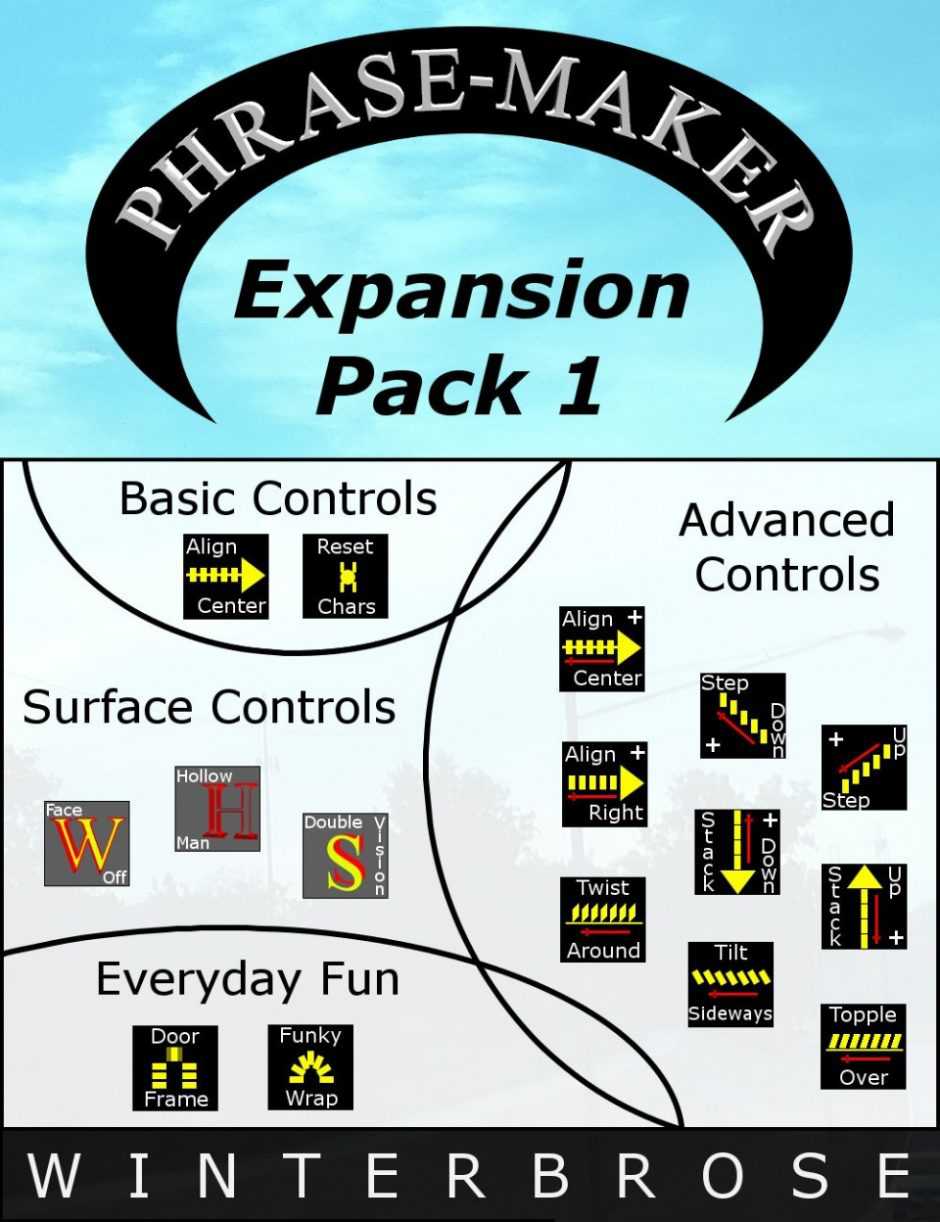 PHRASE-MAKER
Expansion
Pack 1
Basic Controls
Align
Center
Reset
Chars
Advanced
Controls
Align +
Center
Step
Down
+
+
Up
Step
Align +
Right
Stack
+
Down
Stack
Up
+
Twist
Around
Tilt
Sideways
Topple
Over
Surface Controls
Face
W
Off
Hollow
H
Man
Double
Vision
S
Everyday Fun
Door
Frame
Funky
Wrap
WINTERBROSE